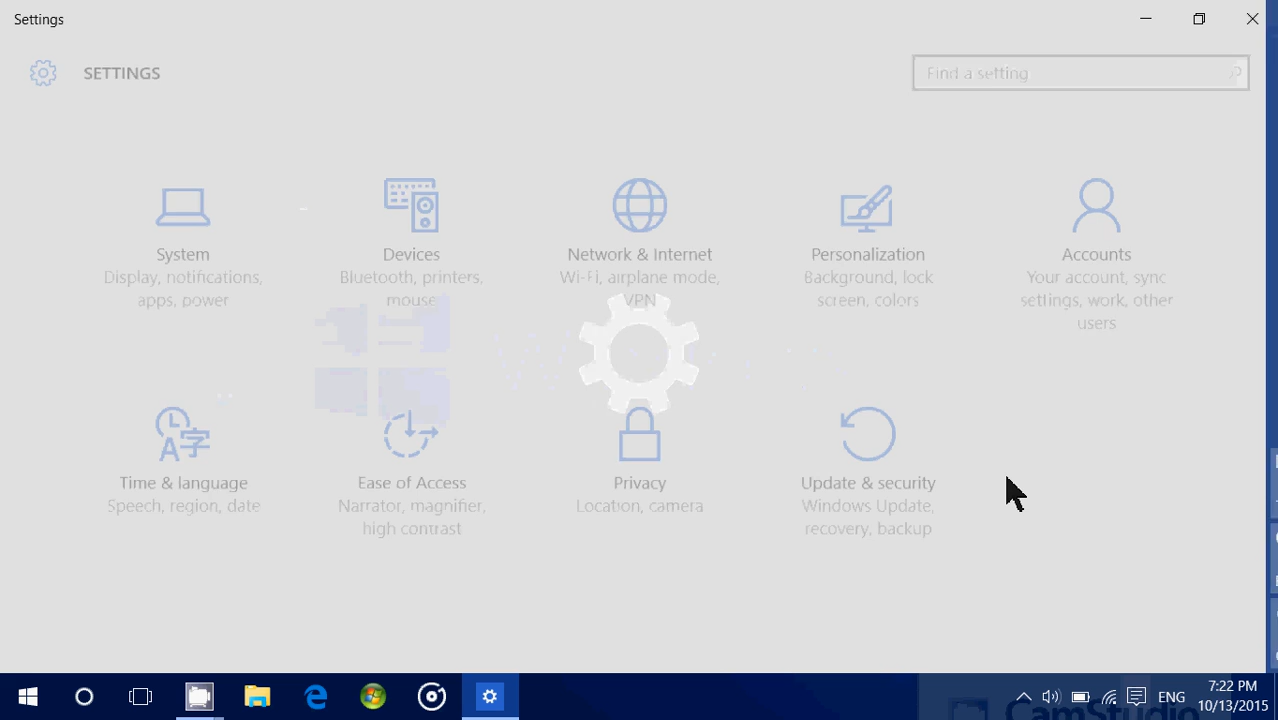 Settings
SETTINGS
Find a setting
System
Display, notifications,
apps, power
Devices
Bluetooth, printers,
mouse
Network & Internet
Wi-Fi, airplane mode,
VPN
Personalization
Background, lock
screen, colors
Accounts
Your account, sync
settings, work, other
users
Time & language
Speech, region, date
Ease of Access
Narrator, magnifier,
high contrast
Privacy
Location, camera
Update & security
Windows Update,
recovery, backup
ENG
7:22 PM
10/13/2015
CamStudio